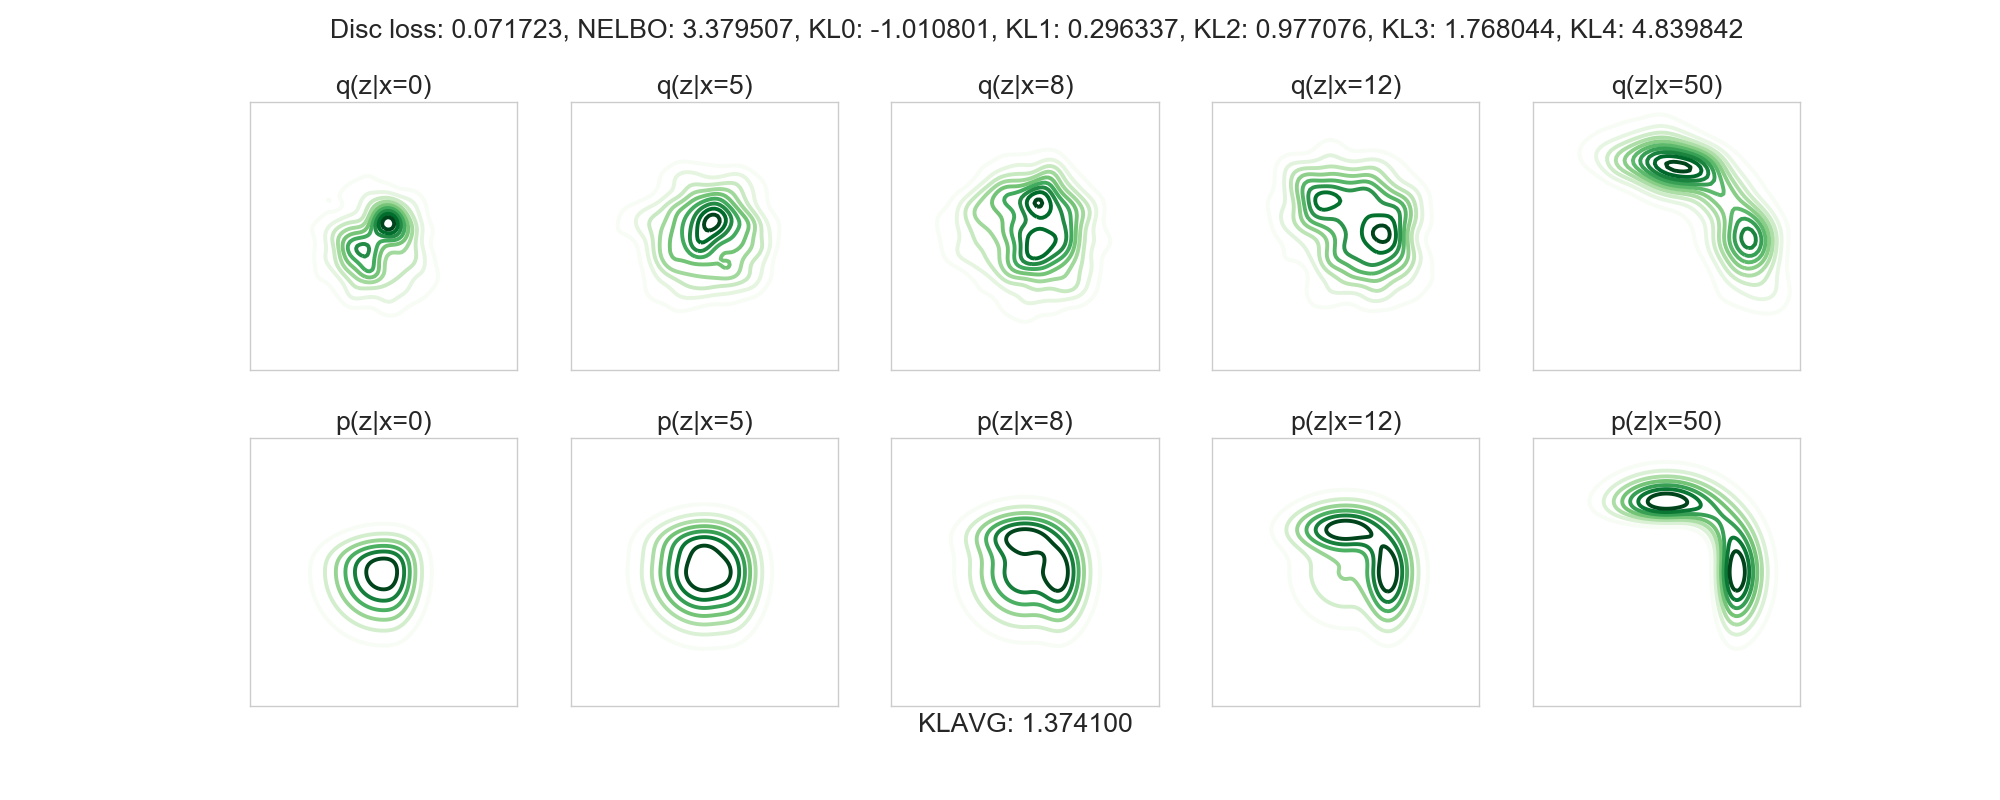 Disc loss: 0.071723, NELBO: 3.379507, KL0: -1.010801, KL1: 0.296337, KL2: 0.977076, KL3: 1.768044, KL4: 4.839842
q(z|x=0) q(z|x=5) q(z|x=8) q(z|x=12) q(z|x=50)
p(z|x=0) p(z|x=5) p(z|x=8) p(z|x=12) p(z|x=50)
KLAVG: 1.374100